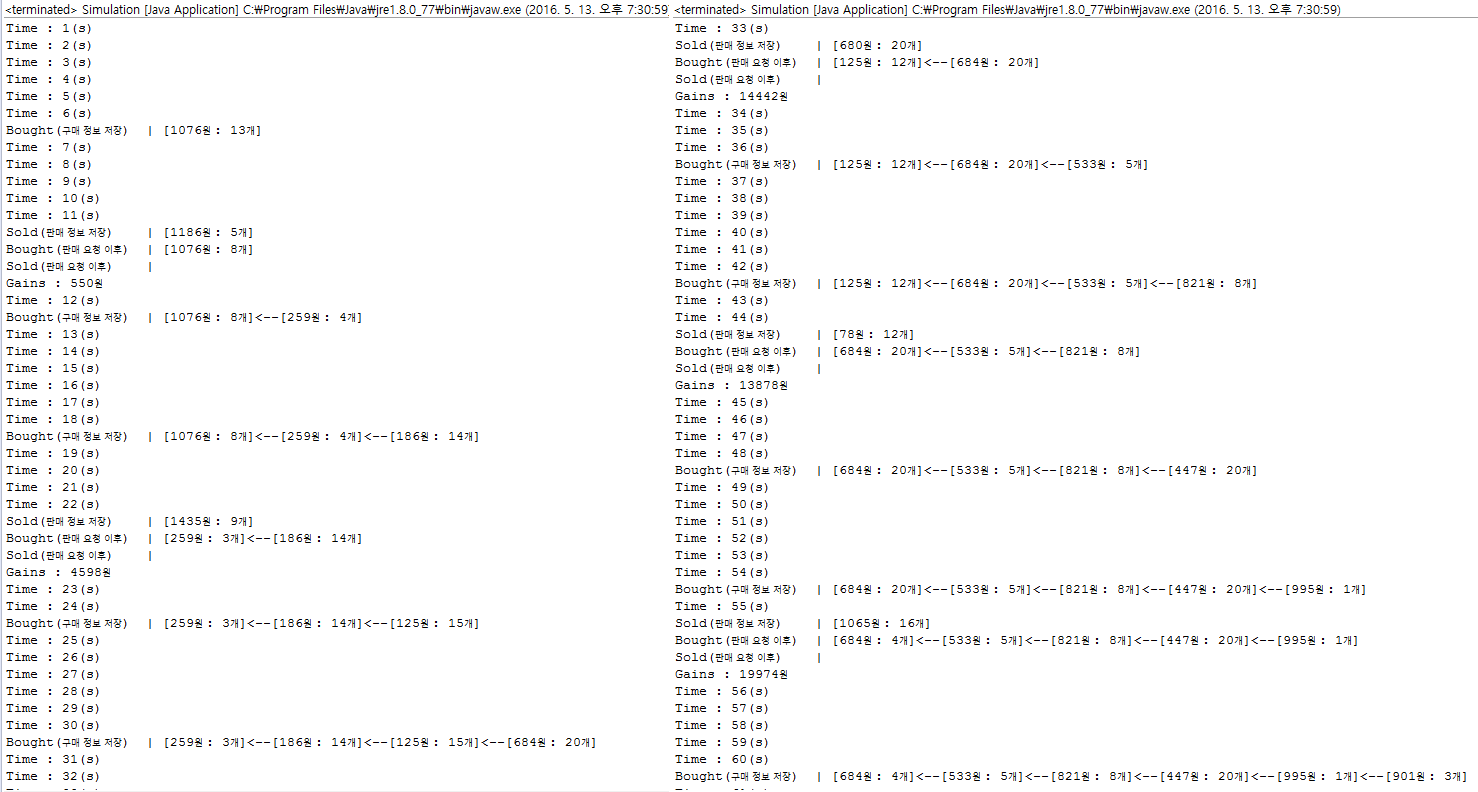 <terminated> Simulation [Java Application] C:₩Program Files₩Java₩jre1.8.0_77₩bin₩javaw.exe (2016. 5. 13. 오후 7:30:59)
Time : 1(s)
Time : 2(s)
Time : 3(s)
Time : 4(s)
Time : 5(s)
Time : 6(s)
Bought(구매 정보 저장) | [1076원 : 13개]
Time : 7(s)
Time : 8(s)
Time : 9(s)
Time : 10(s)
Time : 11(s)
Sold(판매 정보 저장) | [1186원 : 5개]
Bought(판매 요청 이후) | [1076원 : 8개]
Sold(판매 요청 이후) |
Gains : 550원
Time : 12(s)
Bought(구매 정보 저장) | [1076원 : 8개]<--[259원 : 4개]
Time : 13(s)
Time : 14(s)
Time : 15(s)
Time : 16(s)
Time : 17(s)
Time : 18(s)
Bought(구매 정보 저장) | [1076원 : 8개]<--[259원 : 4개]<--[186원 : 14개]
Time : 19(s)
Time : 20(s)
Time : 21(s)
Time : 22(s)
Sold(판매 정보 저장) | [1435원 : 9개]
Bought(판매 요청 이후) | [259원 : 3개]<--[186원 : 14개]
Sold(판매 요청 이후) |
Gains : 4598원
Time : 23(s)
Time : 24(s)
Bought(구매 정보 저장) | [259원 : 3개]<--[186원 : 14개]<--[125원 : 15개]
Time : 25(s)
Time : 26(s)
Time : 27(s)
Time : 28(s)
Time : 29(s)
Time : 30(s)
Bought(구매 정보 저장) | [259원 : 3개]<--[186원 : 14개]<--[125원 : 15개]<--[684원 : 20개]
Time : 31(s)
Time : 32(s)
<terminated> Simulation [Java Application] C:₩Program Files₩Java₩jre1.8.0_77₩bin₩javaw.exe (2016. 5. 13. 오후 7:30:59)
Time : 33(s)
Sold(판매 정보 저장) | [680원 : 20개]
Bought(판매 요청 이후) | [125원 : 12개]<--[684원 : 20개]
Sold(판매 요청 이후) |
Gains : 14442원
Time : 34(s)
Time : 35(s)
Time : 36(s)
Bought(구매 정보 저장) | [125원 : 12개]<--[684원 : 20개]<--[533원 : 5개]
Time : 37(s)
Time : 38(s)
Time : 39(s)
Time : 40(s)
Time : 41(s)
Time : 42(s)
Bought(구매 정보 저장) | [125원 : 12개]<--[684원 : 20개]<--[533원 : 5개]<--[821원 : 8개]
Time : 43(s)
Time : 44(s)
Sold(판매 정보 저장) | [78원 : 12개]
Bought(판매 요청 이후) | [684원 : 20개]<--[533원 : 5개]<--[821원 : 8개]
Sold(판매 요청 이후) |
Gains : 13878원
Time : 45(s)
Time : 46(s)
Time : 47(s)
Time : 48(s)
Bought(구매 정보 저장) | [684원 : 20개]<--[533원 : 5개]<--[821원 : 8개]<--[447원 : 20개]
Time : 49(s)
Time : 50(s)
Time : 51(s)
Time : 52(s)
Time : 53(s)
Time : 54(s)
Bought(구매 정보 저장) | [684원 : 20개]<--[533원 : 5개]<--[821원 : 8개]<--[447원 : 20개]<--[995원 : 1개]
Time : 55(s)
Sold(판매 정보 저장) | [1065원 : 16개]
Bought(판매 요청 이후) | [684원 : 4개]<--[533원 : 5개]<--[821원 : 8개]<--[447원 : 20개]<--[995원 : 1개]
Sold(판매 요청 이후) |
Gains : 19974원
Time : 56(s)
Time : 57(s)
Time : 58(s)
Time : 59(s)
Time : 60(s)
Bought(구매 정보 저장) | [684원 : 4개]<--[533원 : 5개]<--[821원 : 8개]<--[447원 : 20개]<--[995원 : 1개]<--[901원 : 3개]